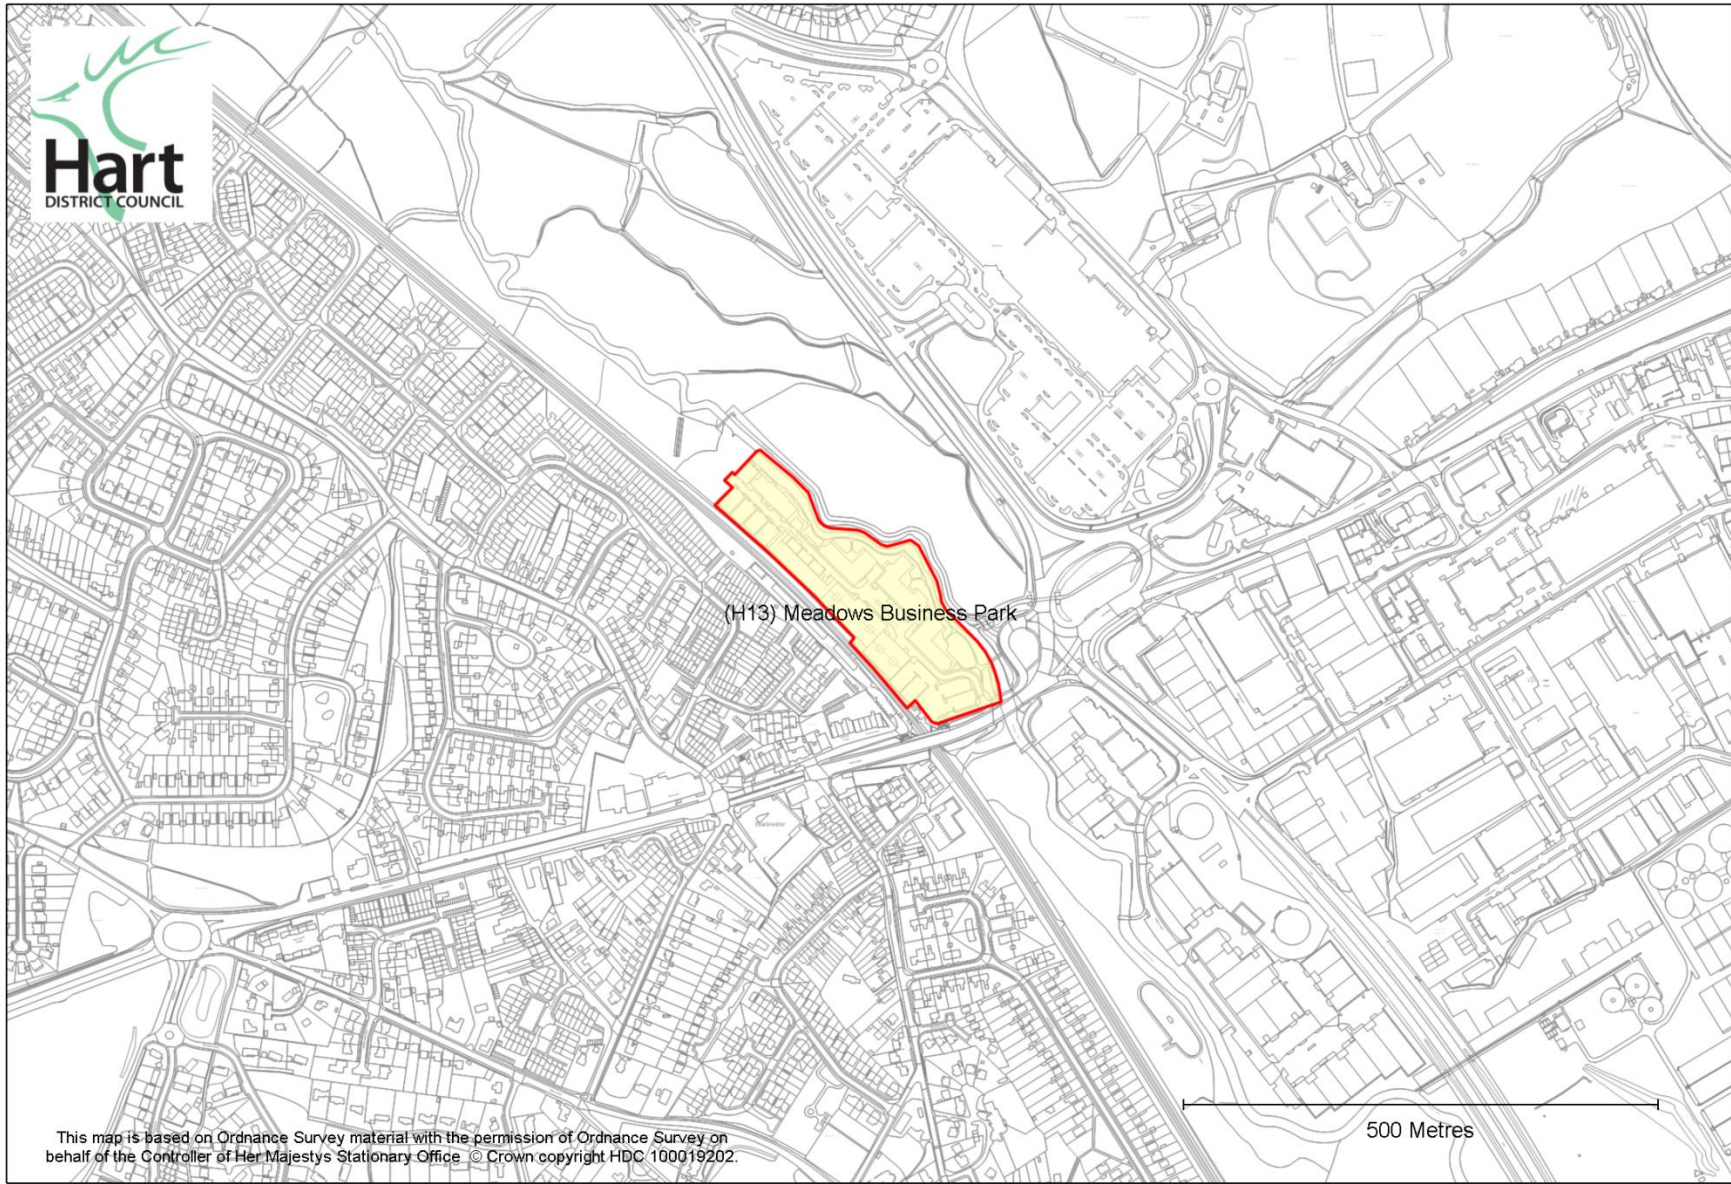 Hart
DISTRICT COUNCIL
(H13) Meadows Business Park
500 Metres
This map is based on Ordnance Survey material with the permission of Ordnance Survey on
behalf of the Controller of Her Majestys Stationary Office © Crown copyright HDC 100019202.